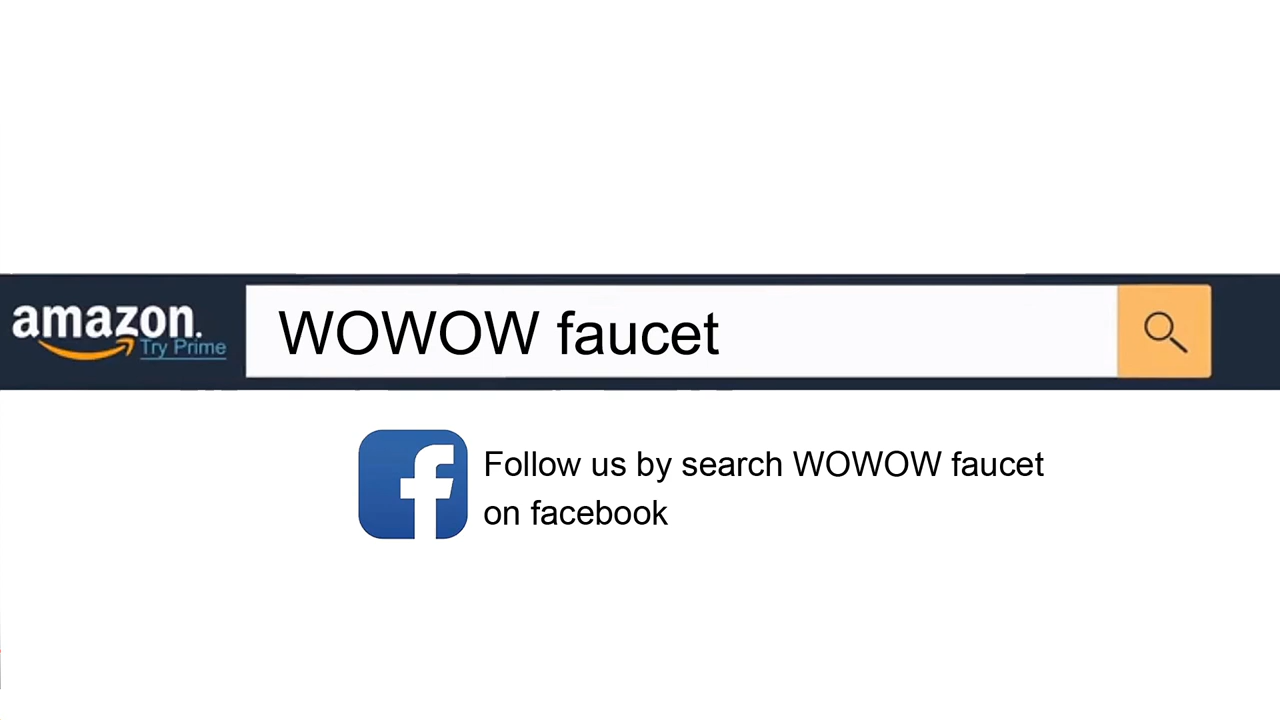 amazon.
Try Prime
WOWOW faucet
Follow us by search WOWOW faucet
on facebook